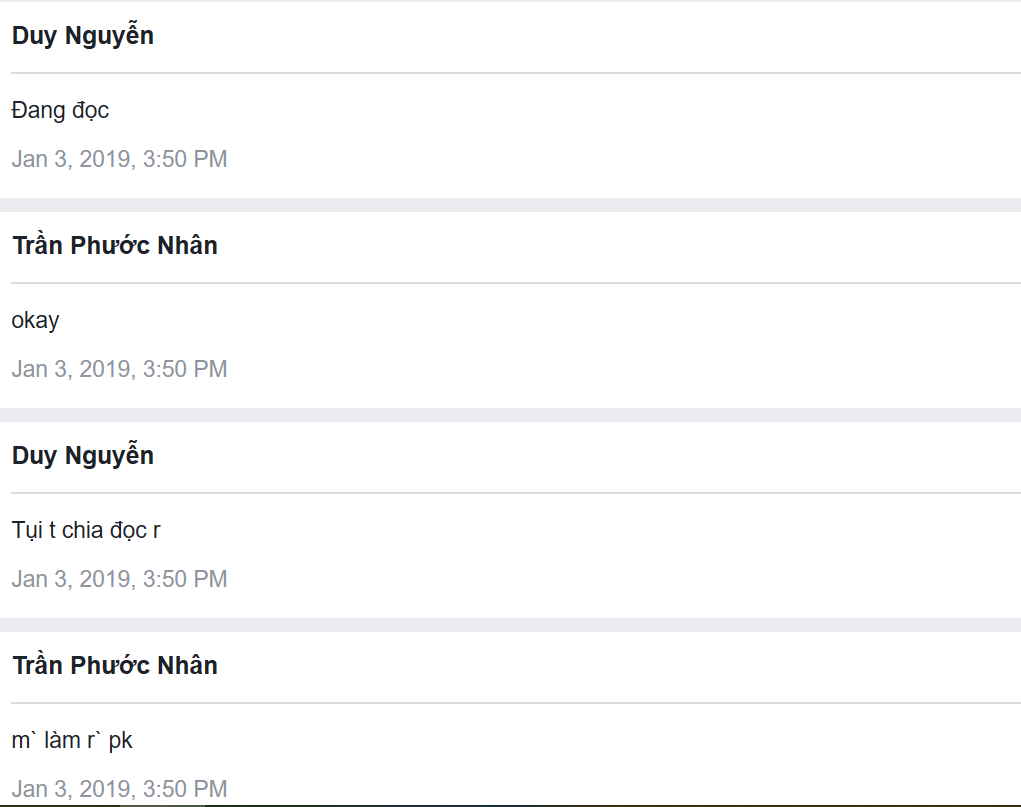 Duy Nguyễn
Đang đọc
Jan 3, 2019, 3:50 PM
Trần Phước Nhân
okay
Jan 3, 2019, 3:50 PM
Duy Nguyễn
Tụi t chia đọc r
Jan 3, 2019, 3:50 PM
Trần Phước Nhân
m` làm r` pk
Jan 3, 2019, 3:50 PM